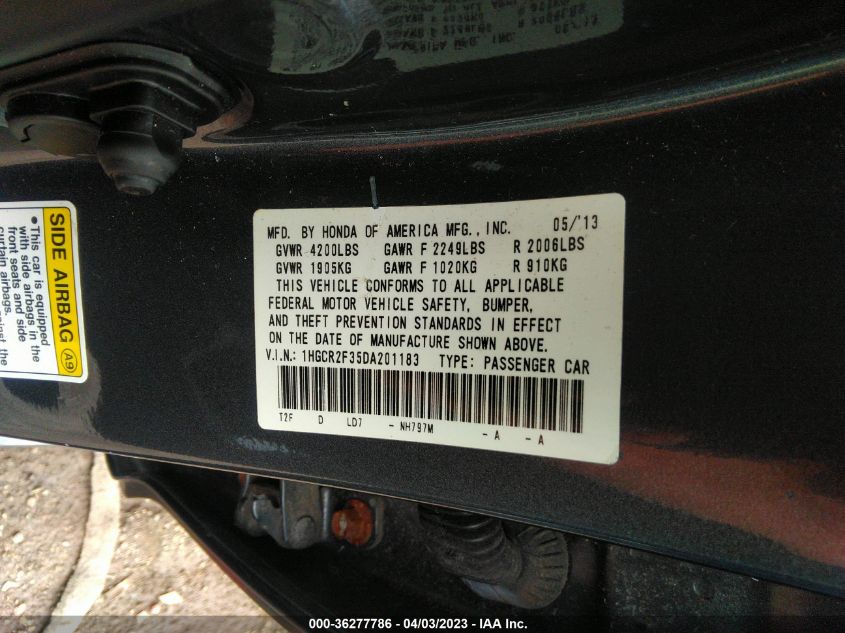 MFD. BY HONDA OF AMERICA MFG., INC. 05/'13
GVWR 4200LBS GAWR F 2249LBS R 2006LBS
GVWR 1905KG GAWR F 1020KG R 910KG
THIS VEHICLE CONFORMS TO ALL APPLICABLE
FEDERAL MOTOR VEHICLE SAFETY, BUMPER,
AND THEFT PREVENTION STANDARDS IN EFFECT
ON THE DATE OF MANUFACTURE SHOWN ABOVE.
V.I.N.: 1HGCR2F35DA201183 TYPE: PASSENGER CAR
T2F D LD7 - NH797M - A - A
SIDE AIRBAG A9
•This car is equipped
with side airbags in the
front seats and side
curtain airbags.
against the
000-36277786 - 04/03/2023 - IAA Inc.